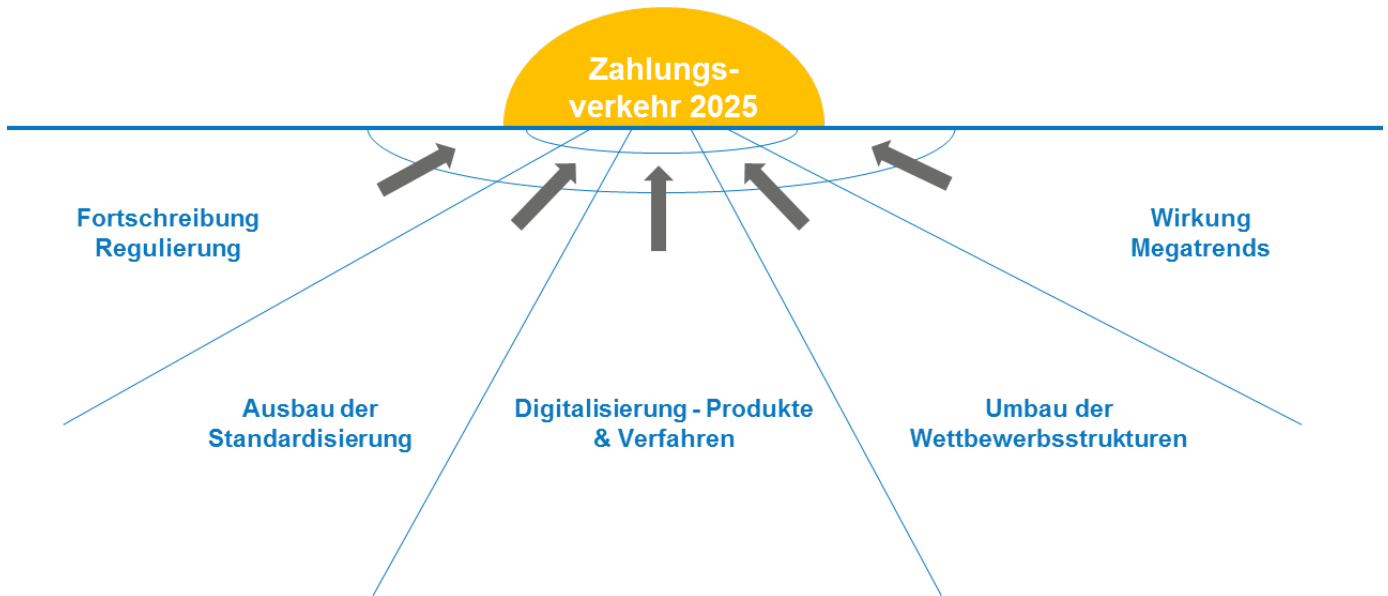 Zahlungs-
verkehr 2025
Fortschreibung
Regulierung
Wirkung
Megatrends
Ausbau der
Standardisierung
Digitalisierung - Produkte
& Verfahren
Umbau der
Wettbewerbsstrukturen